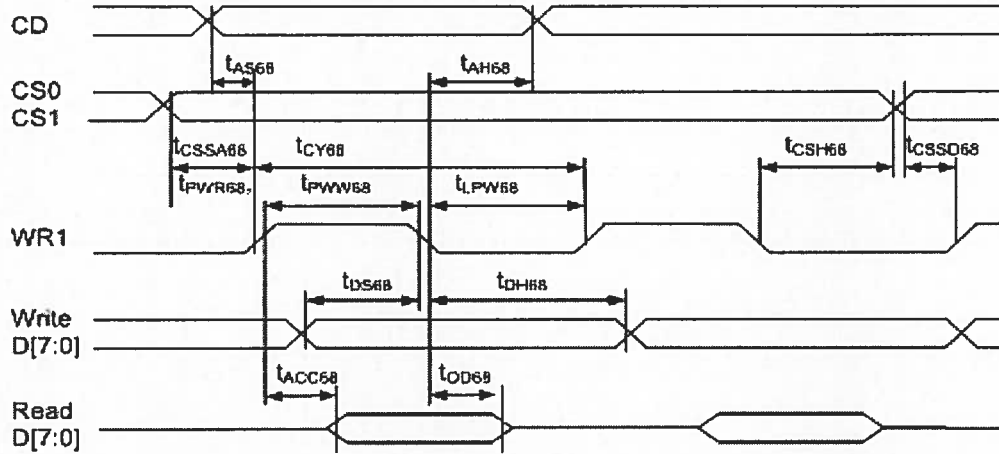 CD
tAS68 tAH68
CS0
CS1
tCSSA68 tCY68 tCSH68 tCSSD68
tPWR68, tPWW68 tLPW68
WR1
tDS68 tDH68
Write
D[7:0]
tACC68 tOD68
Read
D[7:0]